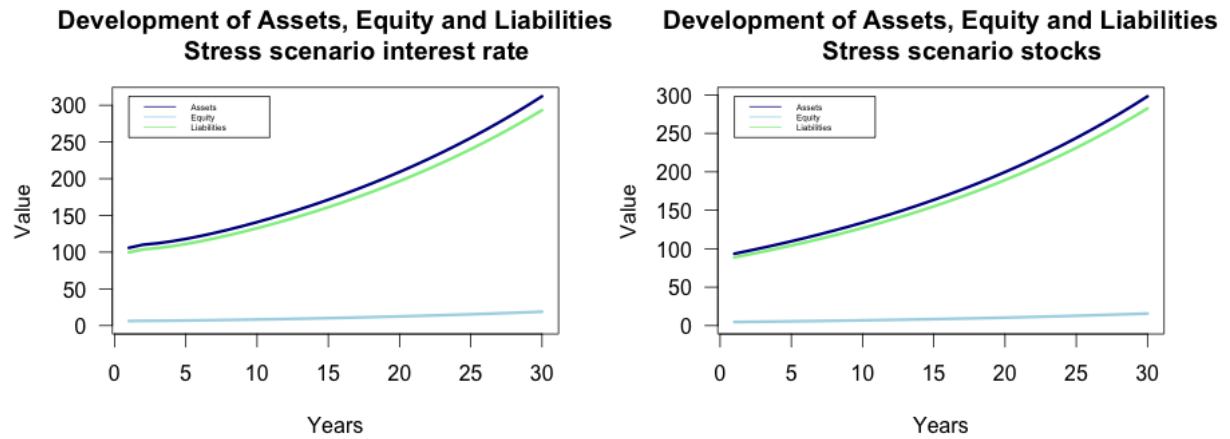 Development of Assets, Equity and Liabilities
Stress scenario interest rate
Value
300
250
200
150
100
50
0
Assets
Equity
Liabilities
0 5 10 15 20 25 30
Years
Development of Assets, Equity and Liabilities
Stress scenario stocks
Value
300
250
200
150
100
50
0
Assets
Equity
Liabilities
0 5 10 15 20 25 30
Years